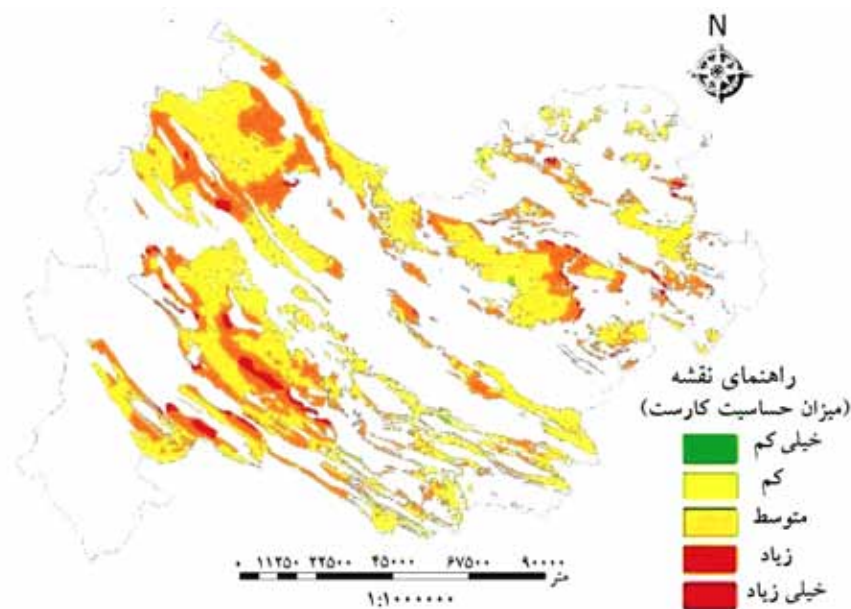 N
راهنمای نقشه
(میزان حساسیت کارست)
خیلی کم
کم
متوسط
زیاد
خیلی زیاد
۰ ۱۱۲۵۰ ۲۲۵۰۰ ۴۵۰۰۰ ۶۷۵۰۰ ۹۰۰۰۰
متر
۱:۱۰۰۰۰۰۰